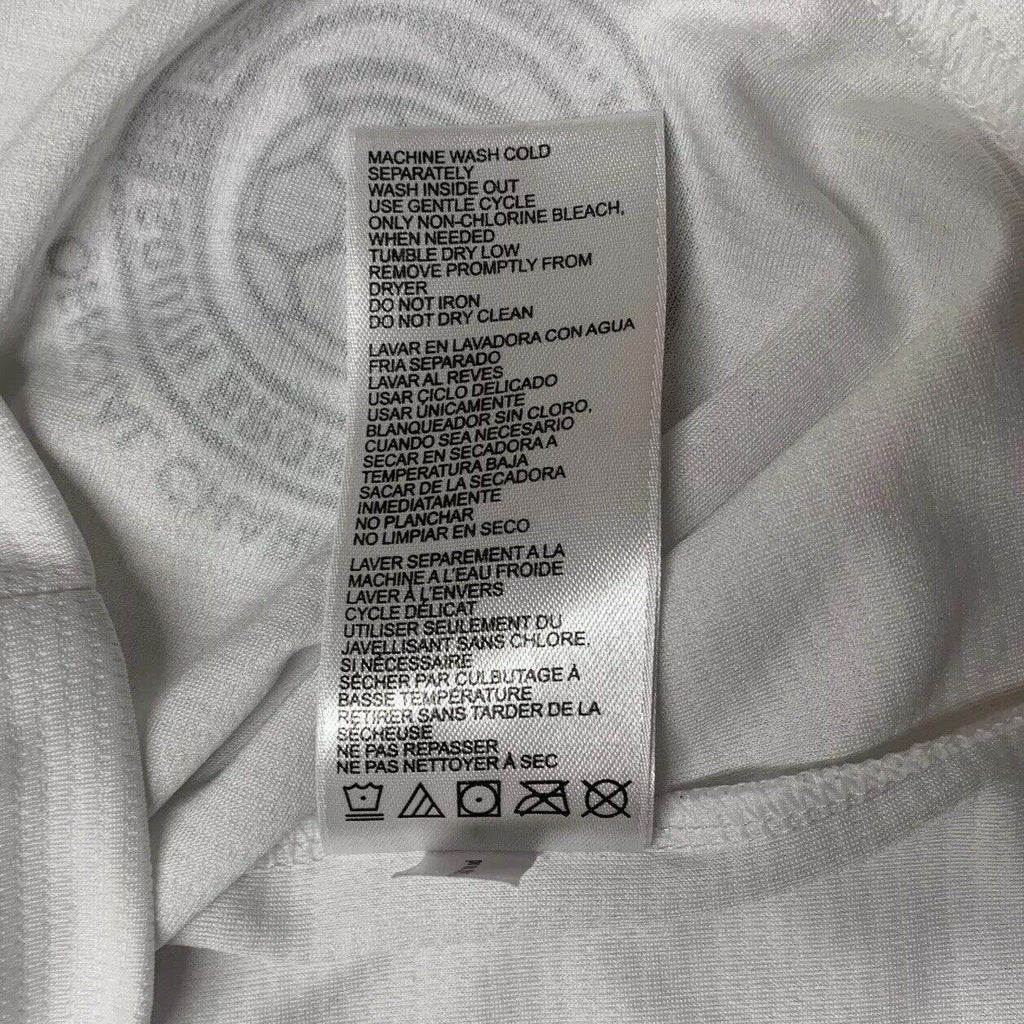 MACHINE WASH COLD
SEPARATELY
WASH INSIDE OUT
USE GENTLE CYCLE
ONLY NON-CHLORINE BLEACH,
WHEN NEEDED
TUMBLE DRY LOW
REMOVE PROMPTLY FROM
DRYER
DO NOT IRON
DO NOT DRY CLEAN
LAVAR EN LAVADORA CON AGUA
FRIA SEPARADO
LAVAR AL REVES
USAR CICLO DELICADO
USAR ÚNICAMENTE
BLANQUEADOR SIN CLORO,
CUANDO SEA NECESARIO
SECAR EN SECADORA A
TEMPERATURA BAJA
SACAR DE LA SECADORA
INMEDIATAMENTE
NO PLANCHAR
NO LIMPIAR EN SECO
LAVER SEPAREMENT A LA
MACHINE A L'EAU FROIDE
LAVER À L'ENVERS
CYCLE DÉLICAT
UTILISER SEULEMENT DU
JAVELLISANT SANS CHLORE,
SI NÉCESSAIRE
SÉCHER PAR CULBUTAGE À
BASSE TEMPÉRATURE
RETIRER SANS TARDER DE LA
SÉCHEUSE
NE PAS REPASSER
NE PAS NETTOYER À SEC